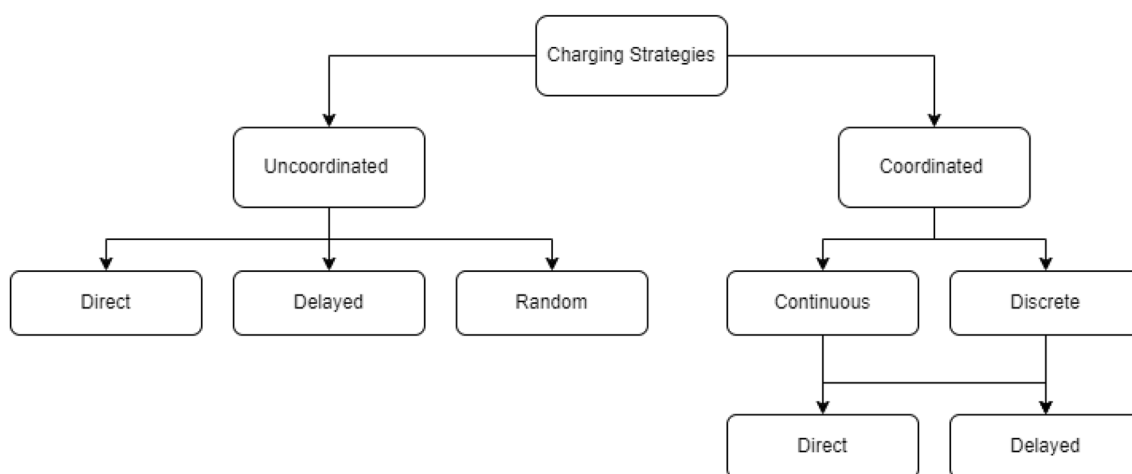 Charging Strategies
Uncoordinated
Coordinated
Direct
Delayed
Random
Continuous
Discrete
Direct
Delayed